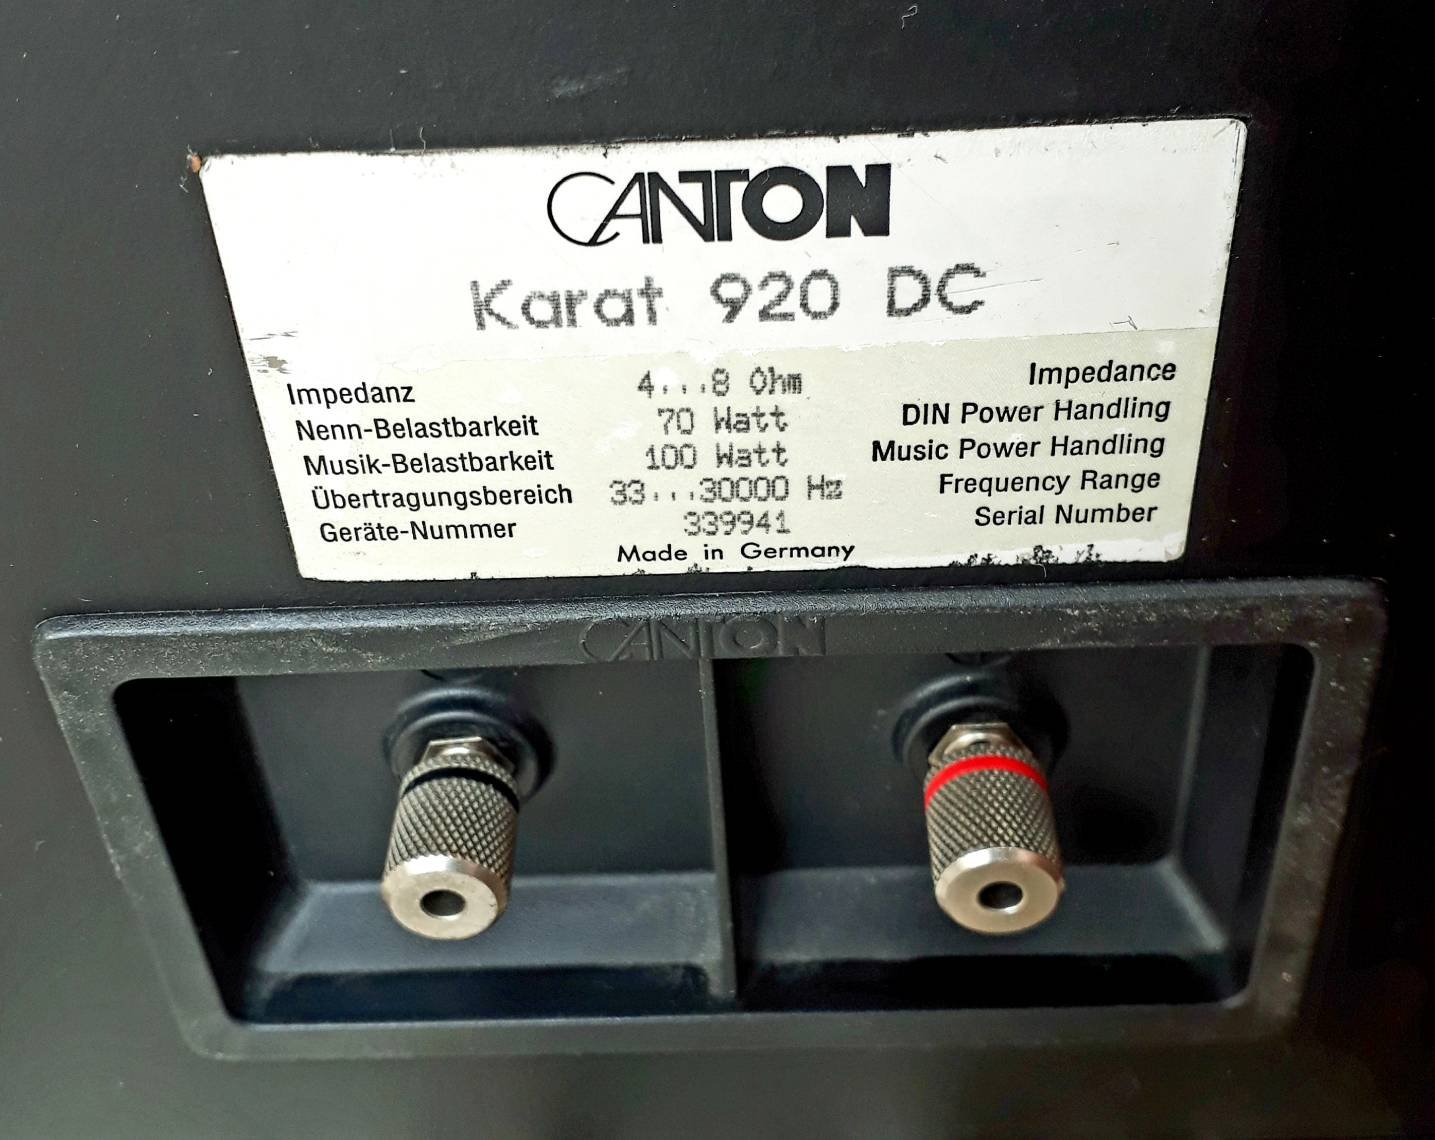 CANTON
Karat 920 DC
Impedanz 4...8 Ohm Impedance
Nenn-Belastbarkeit 70 Watt DIN Power Handling
Musik-Belastbarkeit 100 Watt Music Power Handling
Übertragungsbereich 33...30000 Hz Frequency Range
Geräte-Nummer 339941 Serial Number
Made in Germany
CANTON